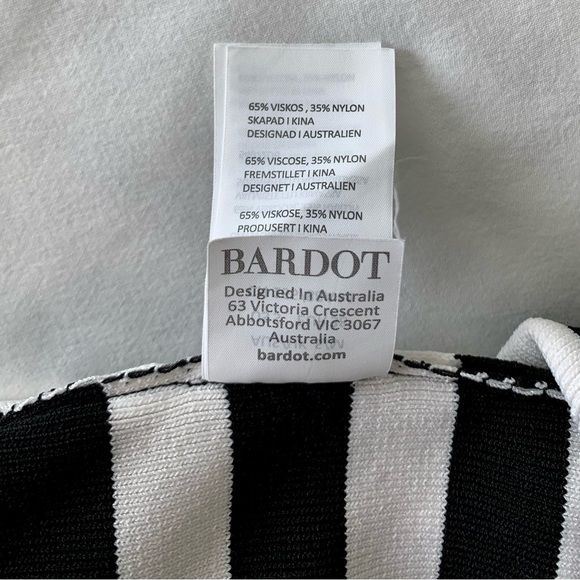 65% VISKOS , 35% NYLON
SKAPAD I KINA
DESIGNAD I AUSTRALIEN
65% VISCOSE, 35% NYLON
FREMSTILLET I KINA
DESIGNET I AUSTRALIEN
65% VISKOSE, 35% NYLON
PRODUSERT I KINA
BARDOT
Designed In Australia
63 Victoria Crescent
Abbotsford VIC 3067
Australia
bardot.com